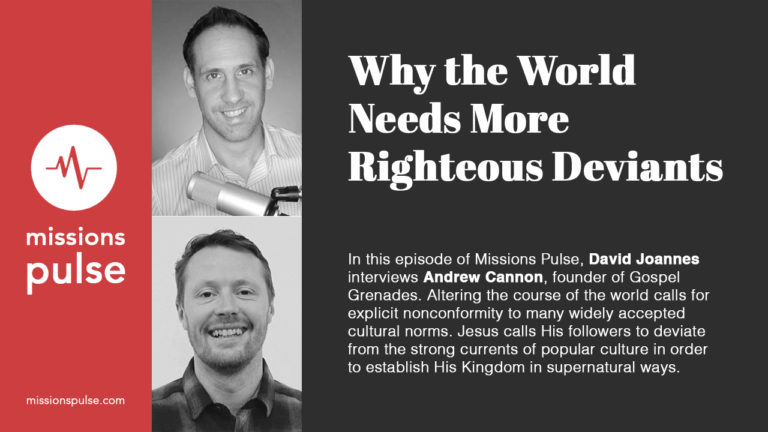 missions
pulse
missionspulse.com
Why the World
Needs More
Righteous Deviants
In this episode of Missions Pulse, David Joannes
interviews Andrew Cannon, founder of Gospel
Grenades. Altering the course of the world calls for
explicit nonconformity to many widely accepted
cultural norms. Jesus calls His followers to deviate
from the strong currents of popular culture in order
to establish His Kingdom in supernatural ways.